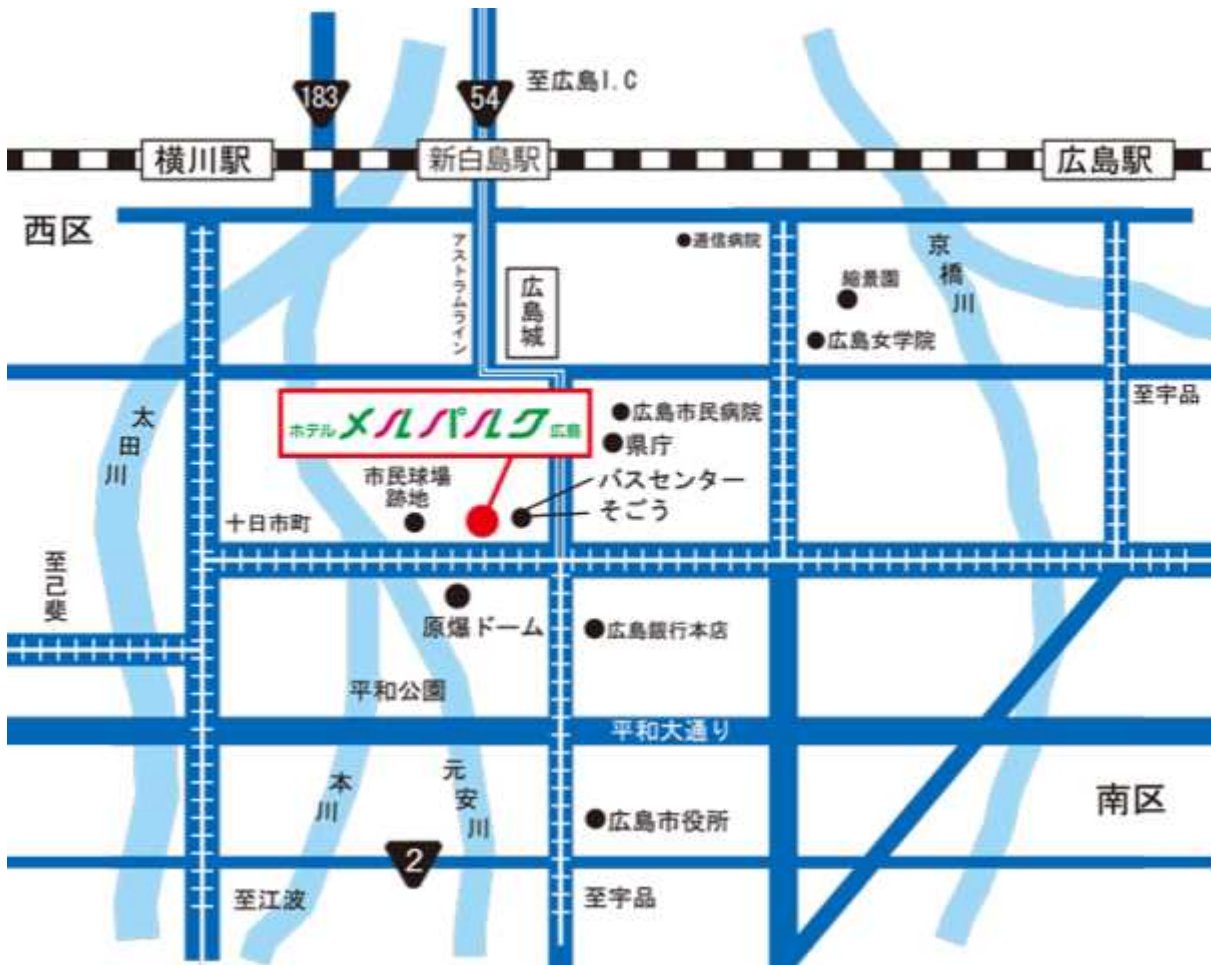 183
54
至広島I.C
横川駅
新白島駅
広島駅
西区
アストラムライン
広島城
逓信病院
縮景園
京橋川
広島女学院
至宇品
太田川
ホテルメルパルク広島
広島市民病院
県庁
市民球場
跡地
バスセンター
そごう
十日市町
至己斐
原爆ドーム
広島銀行本店
平和公園
平和大通り
本川
元安川
南区
広島市役所
2
至江波
至宇品